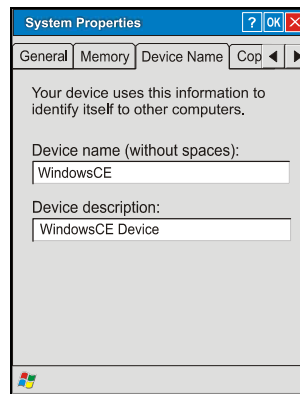 System Properties ? OK ×
General Memory Device Name Cop
Your device uses this information to
identify itself to other computers.
Device name (without spaces):
WindowsCE
Device description:
WindowsCE Device